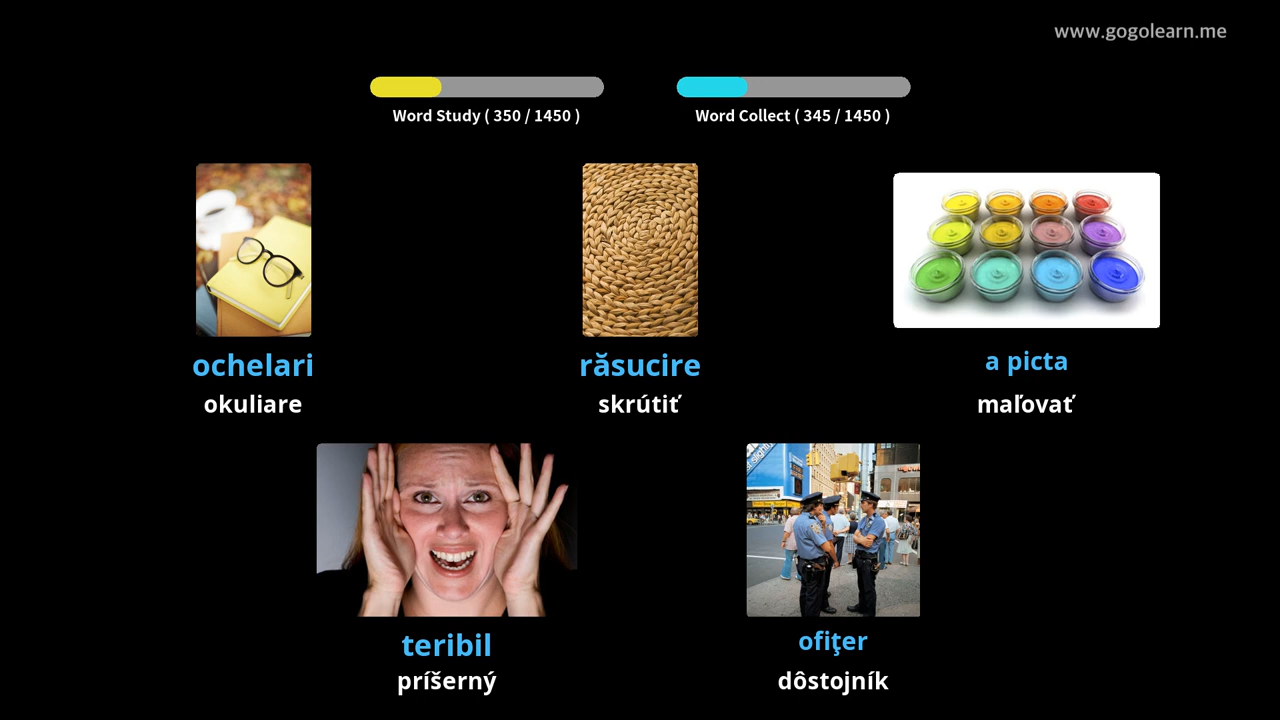 www.gogolearn.me
Word Study ( 350 / 1450 )
Word Collect ( 345 / 1450 )
ochelari
răsucire
a picta
okuliare
skrútiť
maľovať
teribil
ofiţer
príšerný
dôstojník